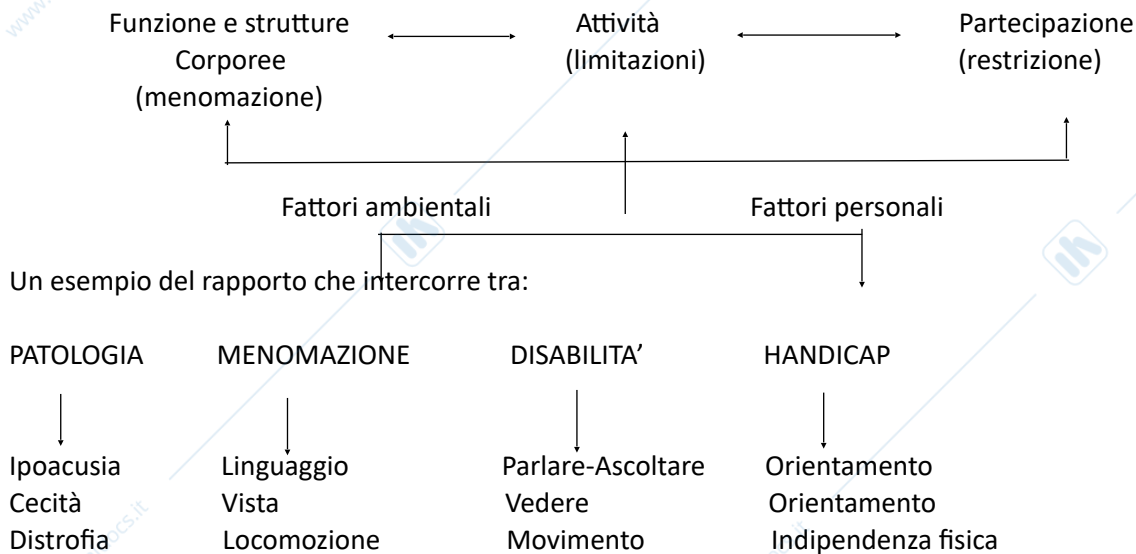 Funzione e strutture Attività Partecipazione
Corporee (limitazioni) (restrizione)
(menomazione)
Fattori ambientali Fattori personali
Un esempio del rapporto che intercorre tra:
PATOLOGIA MENOMAZIONE DISABILITA’ HANDICAP
Ipoacusia Linguaggio Parlare-Ascoltare Orientamento
Cecità Vista Vedere Orientamento
Distrofia Locomozione Movimento Indipendenza fisica